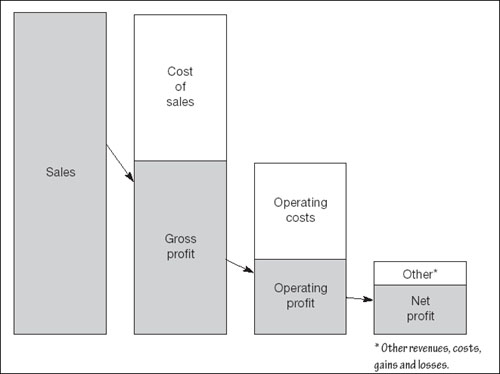 Sales
Cost
of
sales
Gross
profit
Operating
costs
Operating
profit
Other*
Net
profit
* Other revenues, costs,
gains and losses.